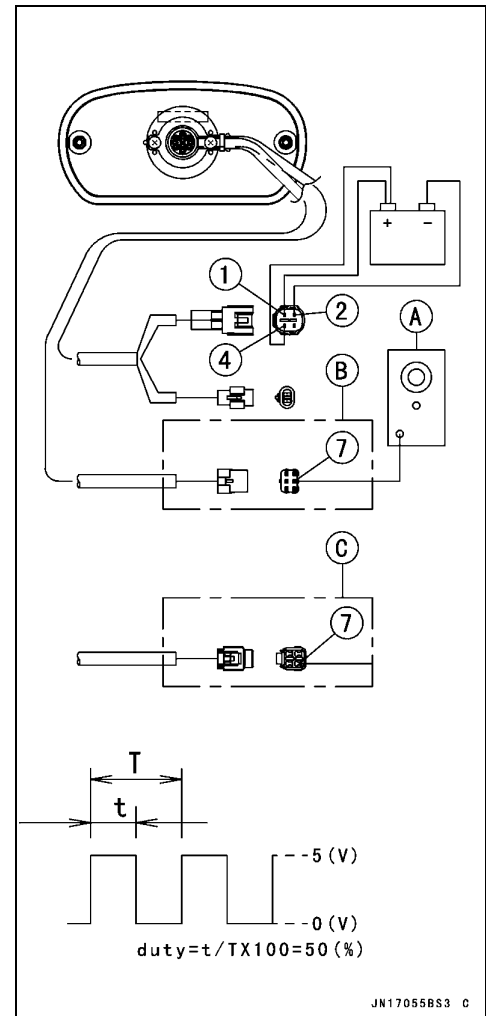 + −
1
2
A
4
B
7
C
7
T
t
5 (V)
0 (V)
duty=t/TX100=50(%)
JN17055BS3 C